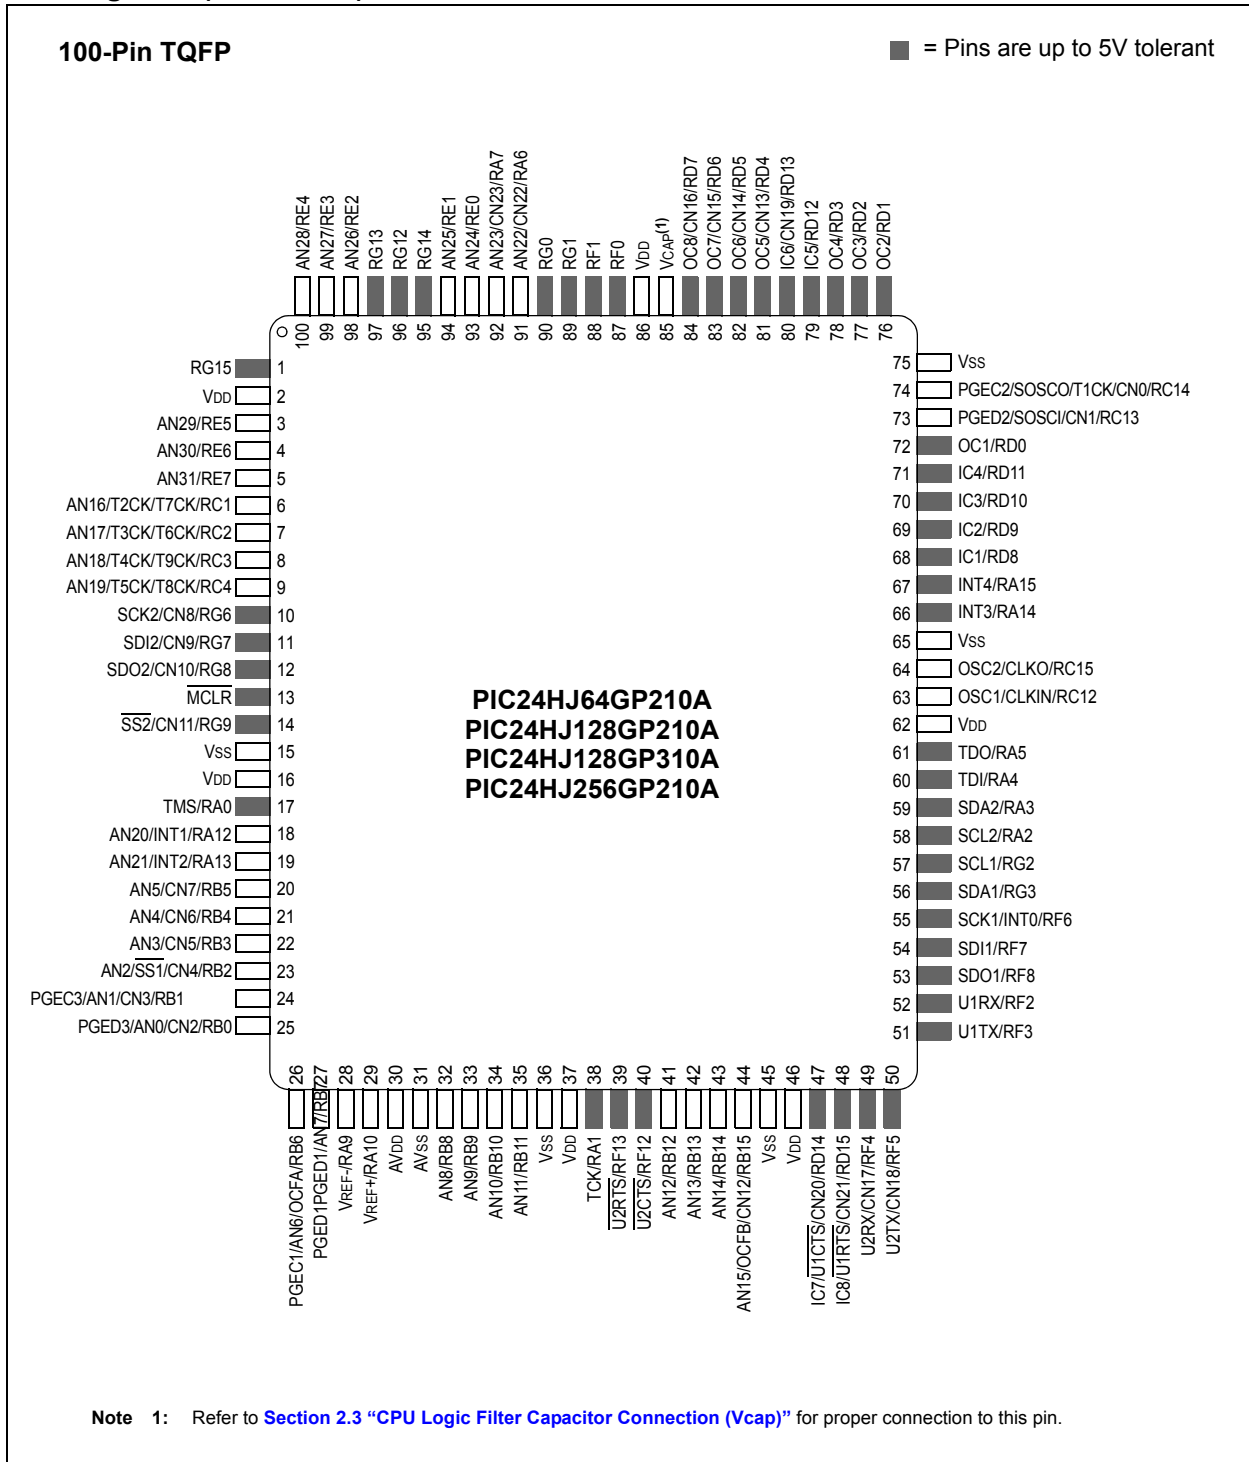 100-Pin TQFP
= Pins are up to 5V tolerant
AN28/RE4
AN27/RE3
AN26/RE2
RG13
RG12
RG14
AN25/RE1
AN24/RE0
AN23/CN23/RA7
AN22/CN22/RA6
RG0
RG1
RF1
RF0
VDD
VCAP(1)
OC8/CN16/RD7
OC7/CN15/RD6
OC6/CN14/RD5
OC5/CN13/RD4
IC6/CN19/RD13
IC5/RD12
OC4/RD3
OC3/RD2
OC2/RD1
100 99 98 97 96 95 94 93 92 91 90 89 88 87 86 85 84 83 82 81 80 79 78 77 76
RG15 1
VDD 2
AN29/RE5 3
AN30/RE6 4
AN31/RE7 5
AN16/T2CK/T7CK/RC1 6
AN17/T3CK/T6CK/RC2 7
AN18/T4CK/T9CK/RC3 8
AN19/T5CK/T8CK/RC4 9
SCK2/CN8/RG6 10
SDI2/CN9/RG7 11
SDO2/CN10/RG8 12
MCLR 13
SS2/CN11/RG9 14
VSS 15
VDD 16
TMS/RA0 17
AN20/INT1/RA12 18
AN21/INT2/RA13 19
AN5/CN7/RB5 20
AN4/CN6/RB4 21
AN3/CN5/RB3 22
AN2/SS1/CN4/RB2 23
PGEC3/AN1/CN3/RB1 24
PGED3/AN0/CN2/RB0 25
PIC24HJ64GP210A
PIC24HJ128GP210A
PIC24HJ128GP310A
PIC24HJ256GP210A
75 VSS
74 PGEC2/SOSCO/T1CK/CN0/RC14
73 PGED2/SOSCI/CN1/RC13
72 OC1/RD0
71 IC4/RD11
70 IC3/RD10
69 IC2/RD9
68 IC1/RD8
67 INT4/RA15
66 INT3/RA14
65 VSS
64 OSC2/CLKO/RC15
63 OSC1/CLKIN/RC12
62 VDD
61 TDO/RA5
60 TDI/RA4
59 SDA2/RA3
58 SCL2/RA2
57 SCL1/RG2
56 SDA1/RG3
55 SCK1/INT0/RF6
54 SDI1/RF7
53 SDO1/RF8
52 U1RX/RF2
51 U1TX/RF3
26 27 28 29 30 31 32 33 34 35 36 37 38 39 40 41 42 43 44 45 46 47 48 49 50
PGEC1/AN6/OCFA/RB6
PGED1PGED1/AN7/RB7
VREF-/RA9
VREF+/RA10
AVDD
AVSS
AN8/RB8
AN9/RB9
AN10/RB10
AN11/RB11
VSS
VDD
TCK/RA1
U2RTS/RF13
U2CTS/RF12
AN12/RB12
AN13/RB13
AN14/RB14
AN15/OCFB/CN12/RB15
VSS
VDD
IC7/U1CTS/CN20/RD14
IC8/U1RTS/CN21/RD15
U2RX/CN17/RF4
U2TX/CN18/RF5
Note 1: Refer to Section 2.3 “CPU Logic Filter Capacitor Connection (Vcap)” for proper connection to this pin.